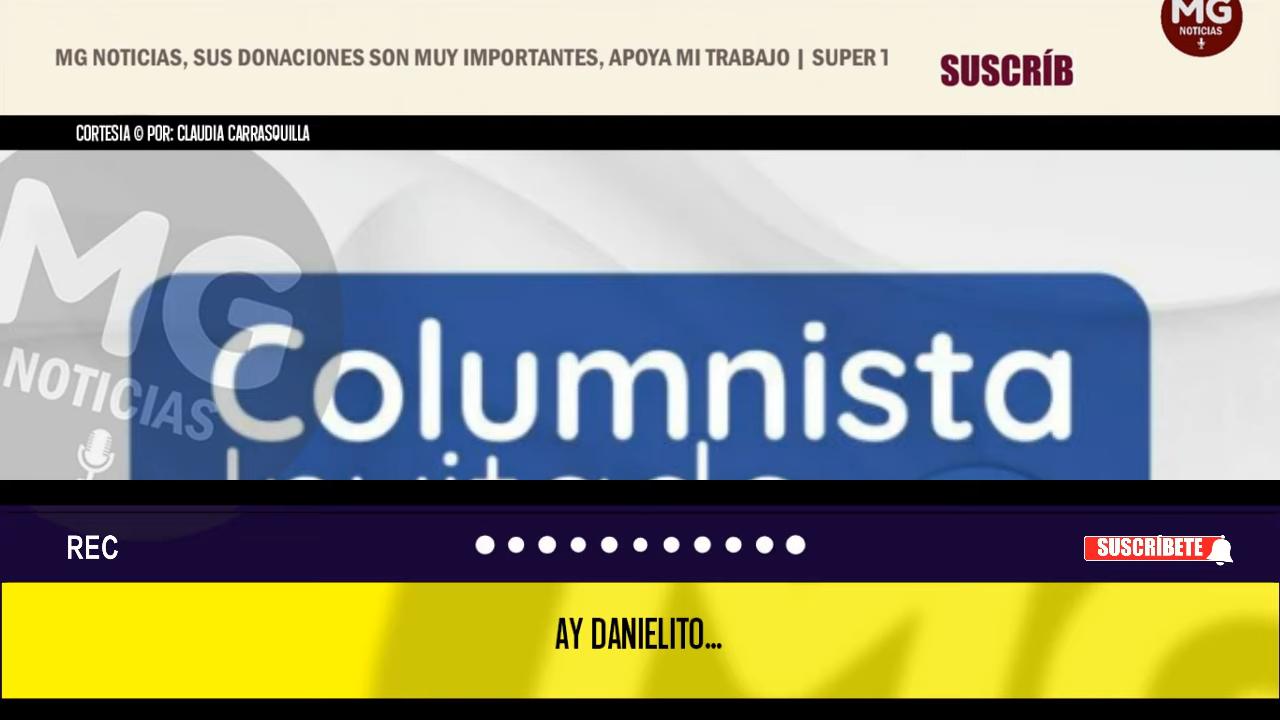 MG
NOTICIAS
MG NOTICIAS, SUS DONACIONES SON MUY IMPORTANTES, APOYA MI TRABAJO | SUPER T
SUSCRÍB
CORTESIA © POR: CLAUDIA CARRASQUILLA
MG
NOTICIAS
Columnista
Invitado
REC
SUSCRÍBETE
AY DANIELITO...